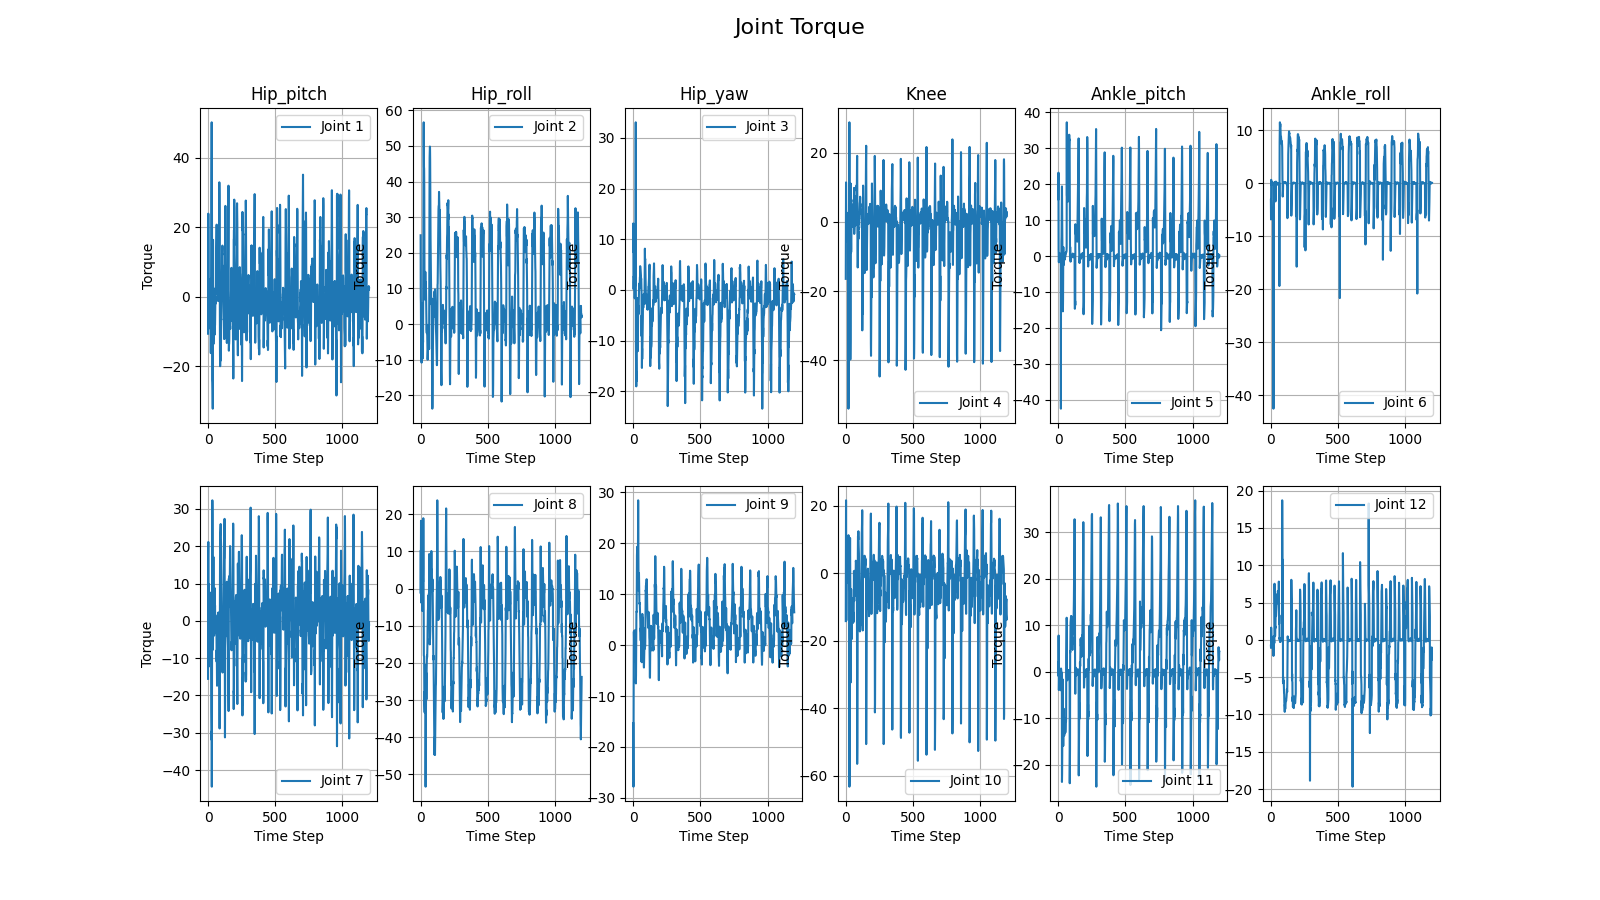 Joint Torque
Hip_pitch Hip_roll Hip_yaw Knee Ankle_pitch Ankle_roll
Joint 1
Torque
40
20
0
−20
0 500 1000
Time Step
Joint 2
Torque
60
50
40
30
20
10
0
−10
−20
0 500 1000
Time Step
Joint 3
Torque
30
20
10
0
−10
−20
0 500 1000
Time Step
Joint 4
Torque
20
0
−20
−40
0 500 1000
Time Step
Joint 5
Torque
40
30
20
10
0
−10
−20
−30
−40
0 500 1000
Time Step
Joint 6
Torque
10
0
−10
−20
−30
−40
0 500 1000
Time Step
Joint 7
Torque
30
20
10
0
−10
−20
−30
−40
0 500 1000
Time Step
Joint 8
Torque
20
10
0
−10
−20
−30
−40
−50
0 500 1000
Time Step
Joint 9
Torque
30
20
10
0
−10
−20
−30
0 500 1000
Time Step
Joint 10
Torque
20
0
−20
−40
−60
0 500 1000
Time Step
Joint 11
Torque
30
20
10
0
−10
−20
0 500 1000
Time Step
Joint 12
Torque
20
15
10
5
0
−5
−10
−15
−20
0 500 1000
Time Step